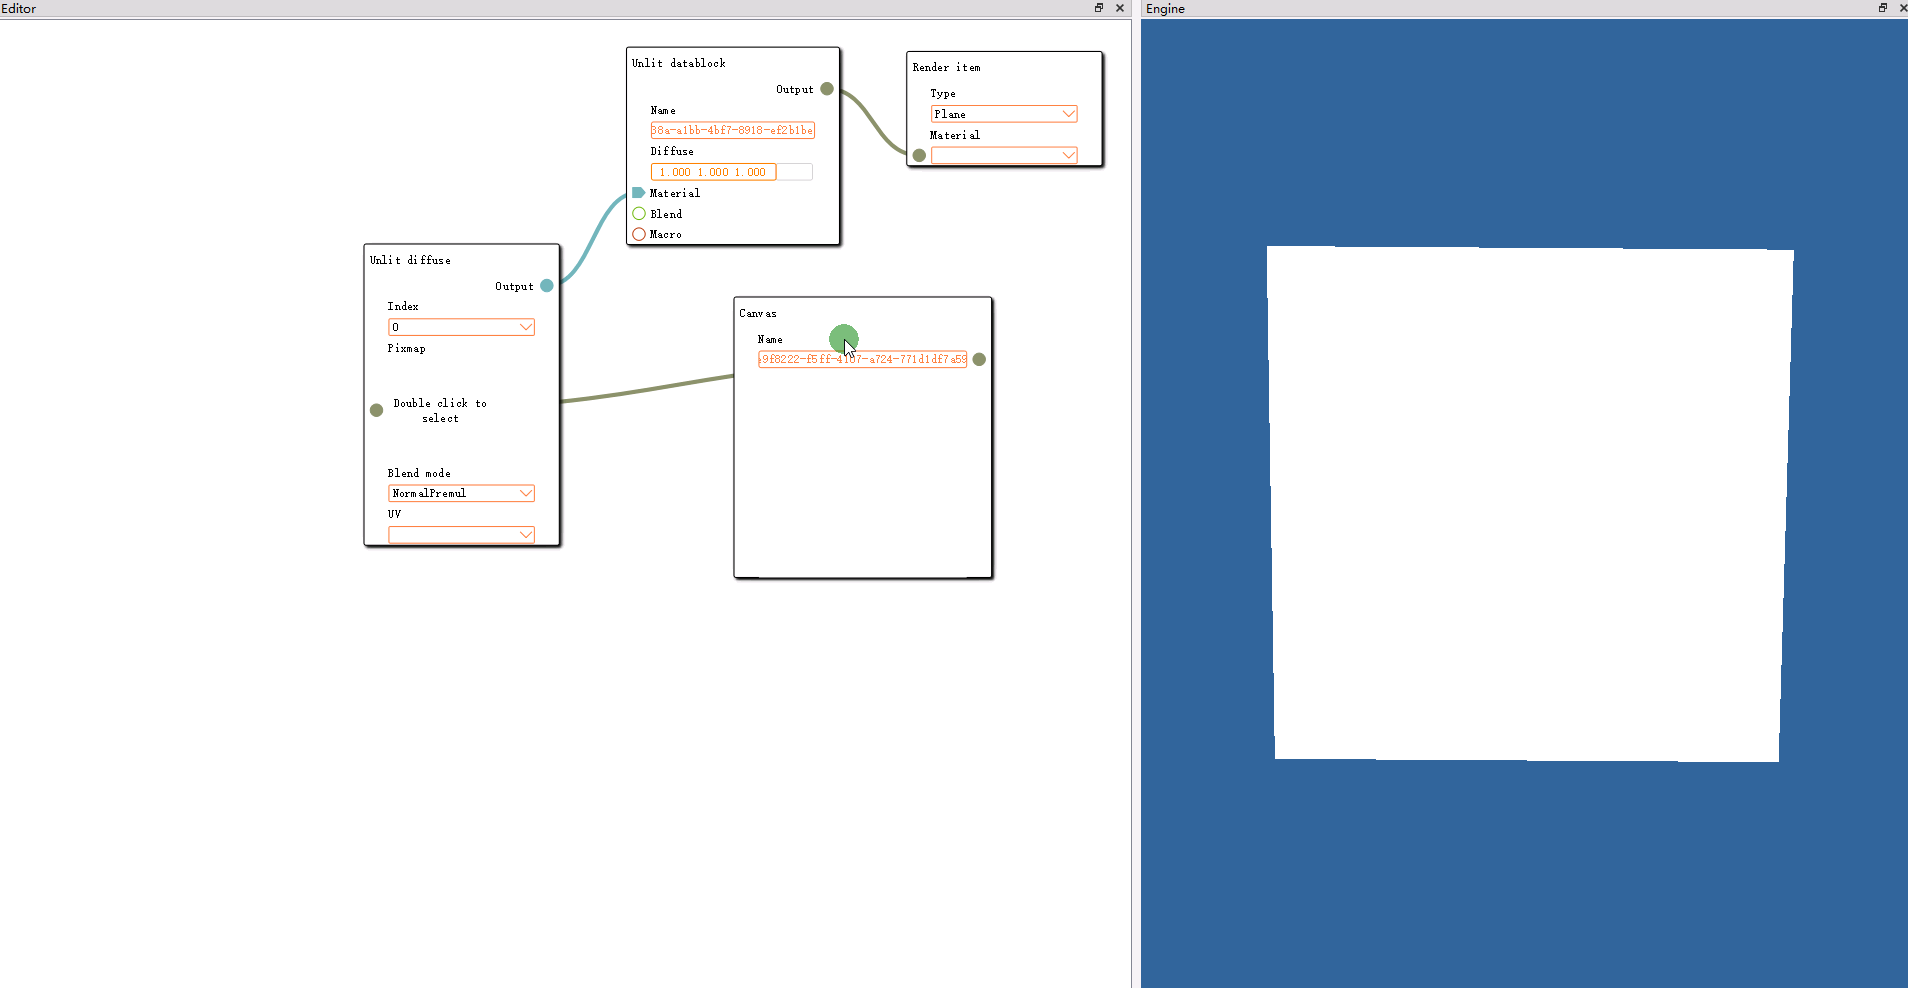 Editor
Engine
Unlit datablock
Output
Name
38a-a1bb-4bf7-8918-ef2b1be
Diffuse
1.000 1.000 1.000
Material
Blend
Macro
Render item
Type
Plane
Material
Unlit diffuse
Output
Index
0
Pixmap
Double click to
select
Blend mode
NormalPremul
UV
Canvas
Name
9f8222-f5ff-4107-a724-771d1df7a59